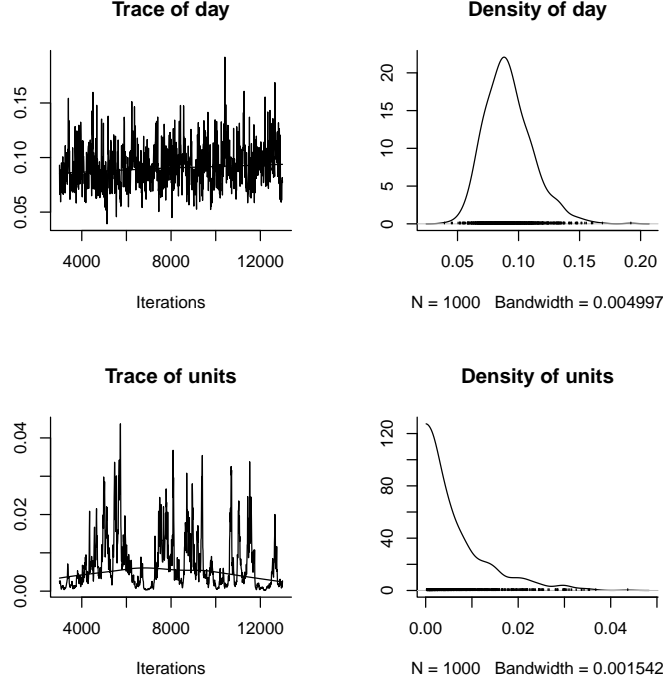 Trace of day
Density of day
0.05 0.10 0.15
0 5 10 15 20
4000 8000 12000
0.05 0.10 0.15 0.20
Iterations
N = 1000 Bandwidth = 0.004997
Trace of units
Density of units
0.00 0.02 0.04
0 40 80 120
4000 8000 12000
0.00 0.02 0.04
Iterations
N = 1000 Bandwidth = 0.001542